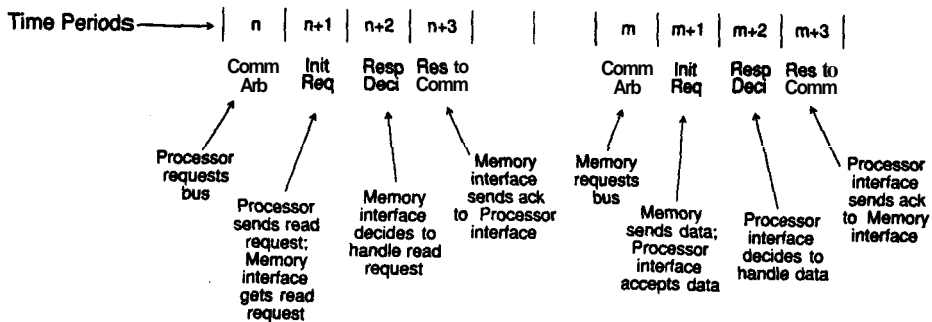 Time Periods
n n+1 n+2 n+3 m m+1 m+2 m+3
Comm Arb
Init Req
Resp Deci
Res to Comm
Comm Arb
Init Req
Resp Deci
Res to Comm
Processor
requests
bus
Processor
sends read
request;
Memory
interface
gets read
request
Memory
interface
decides to
handle read
request
Memory
interface
sends ack
to Processor
interface
Memory
requests
bus
Memory
sends data;
Processor
interface
accepts data
Processor
interface
decides to
handle data
Processor
interface
sends ack
to Memory
interface